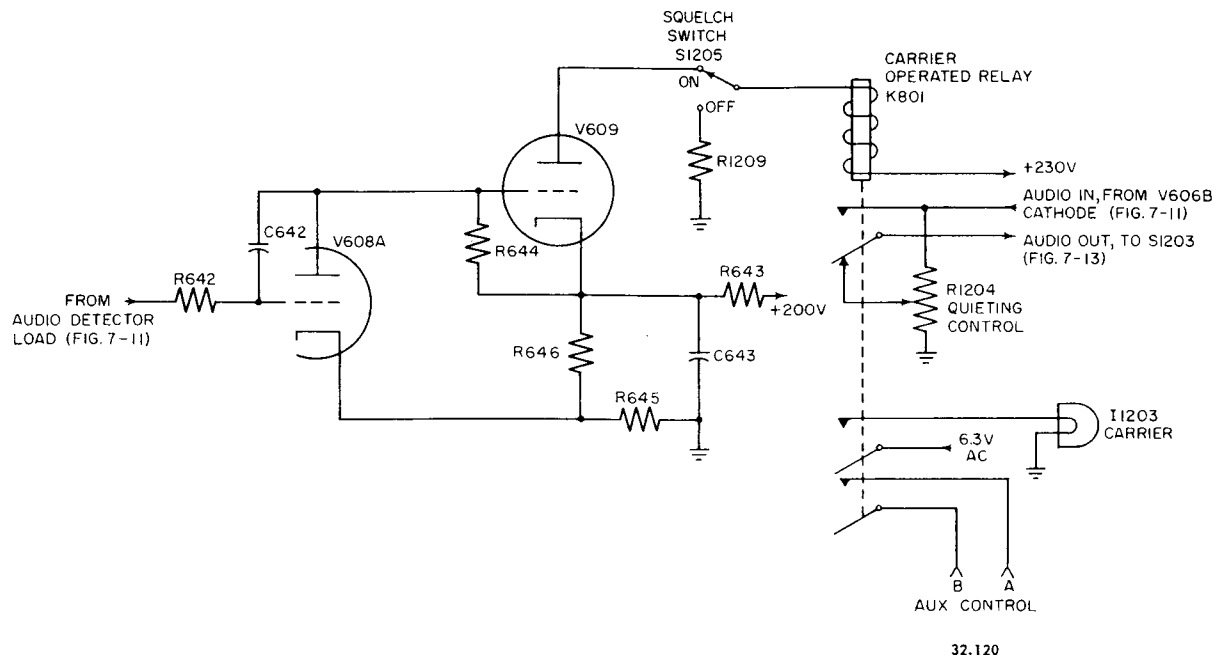 SQUELCH
SWITCH
S1205
ON
OFF
R1209
CARRIER
OPERATED RELAY
K801
+230V
AUDIO IN, FROM V606B
CATHODE (FIG. 7-11)
AUDIO OUT, TO S1203
(FIG. 7-13)
R1204
QUIETING
CONTROL
V609
C642
V608A
R644
R642
FROM
AUDIO DETECTOR
LOAD (FIG. 7-11)
R643
+200V
R646
C643
R645
I1203
CARRIER
6.3V
AC
B
A
AUX CONTROL
32.120